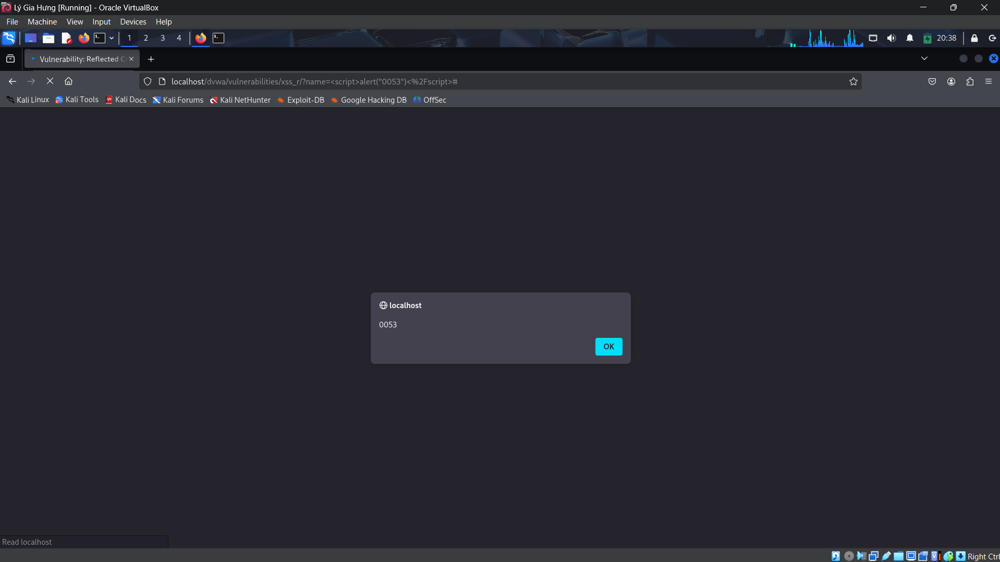 Lý Gia Hưng [Running] - Oracle VirtualBox
File Machine View Input Devices Help
1 2 3 4 20:38
Vulnerability: Reflected C
localhost/dvwa/vulnerabilities/xss_r/?name=<script>alert("0053")<%2Fscript>#
Kali Linux Kali Tools Kali Docs Kali Forums Kali NetHunter Exploit-DB Google Hacking DB OffSec
localhost
0053
OK
Read localhost
Right Ctrl